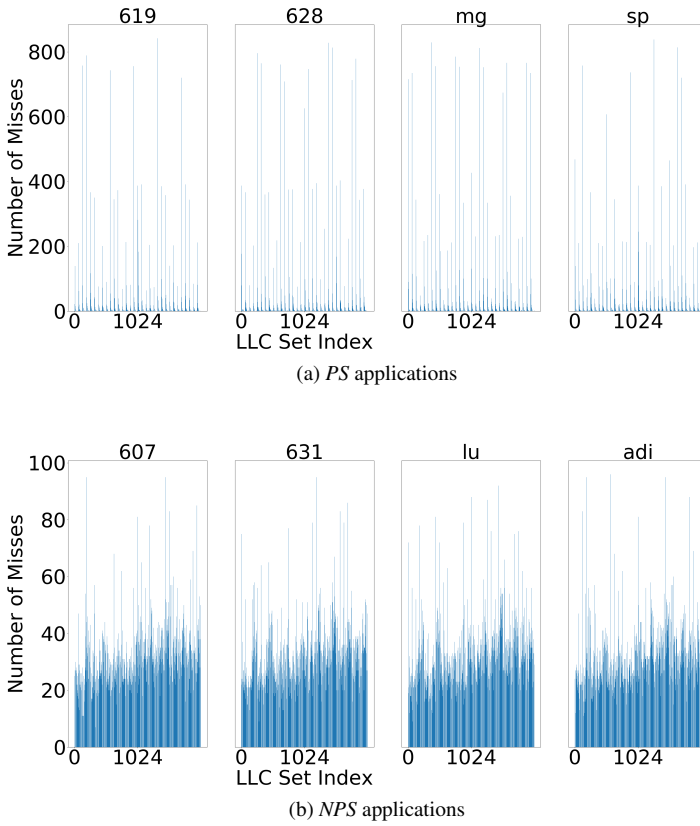 619 628 mg sp
800
600
400
200
0
Number of Misses
0 1024 0 1024 0 1024 0 1024
LLC Set Index
(a) PS applications
607 631 lu adi
100
80
60
40
20
0
Number of Misses
0 1024 0 1024 0 1024 0 1024
LLC Set Index
(b) NPS applications